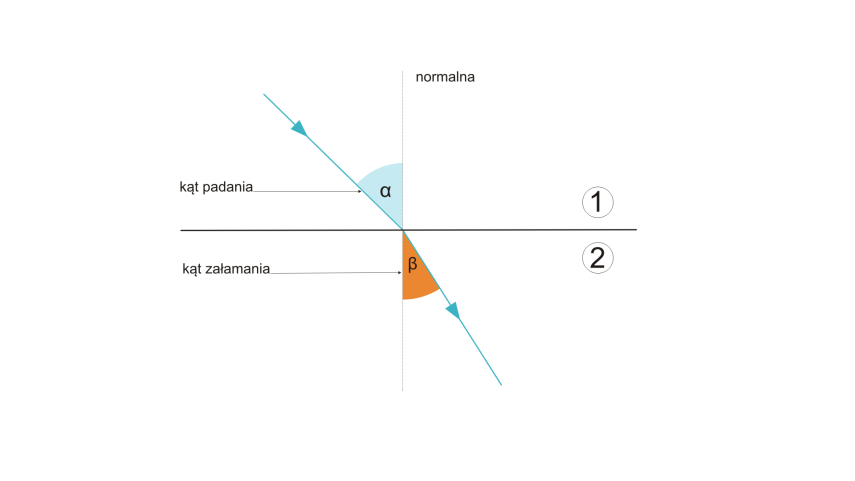 normalna
kąt padania
α
1
kąt załamania
β
2